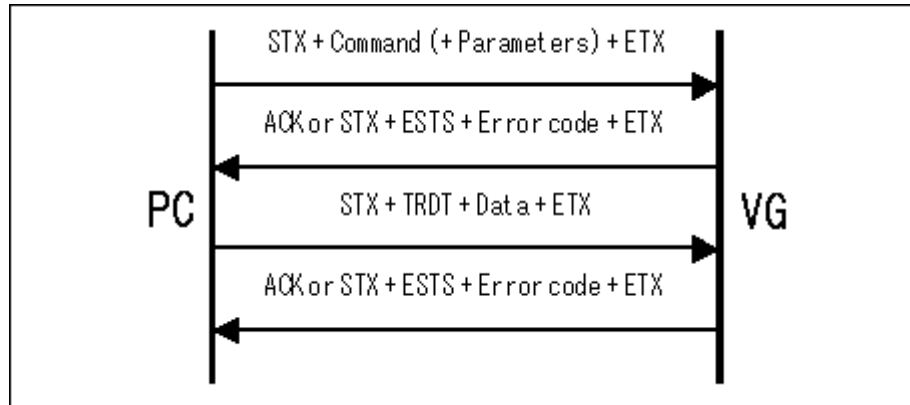 STX + Command (+ Parameters) + ETX
ACK or STX + ESTS + Error code + ETX
PC
STX + TRDT + Data + ETX
VG
ACK or STX + ESTS + Error code + ETX